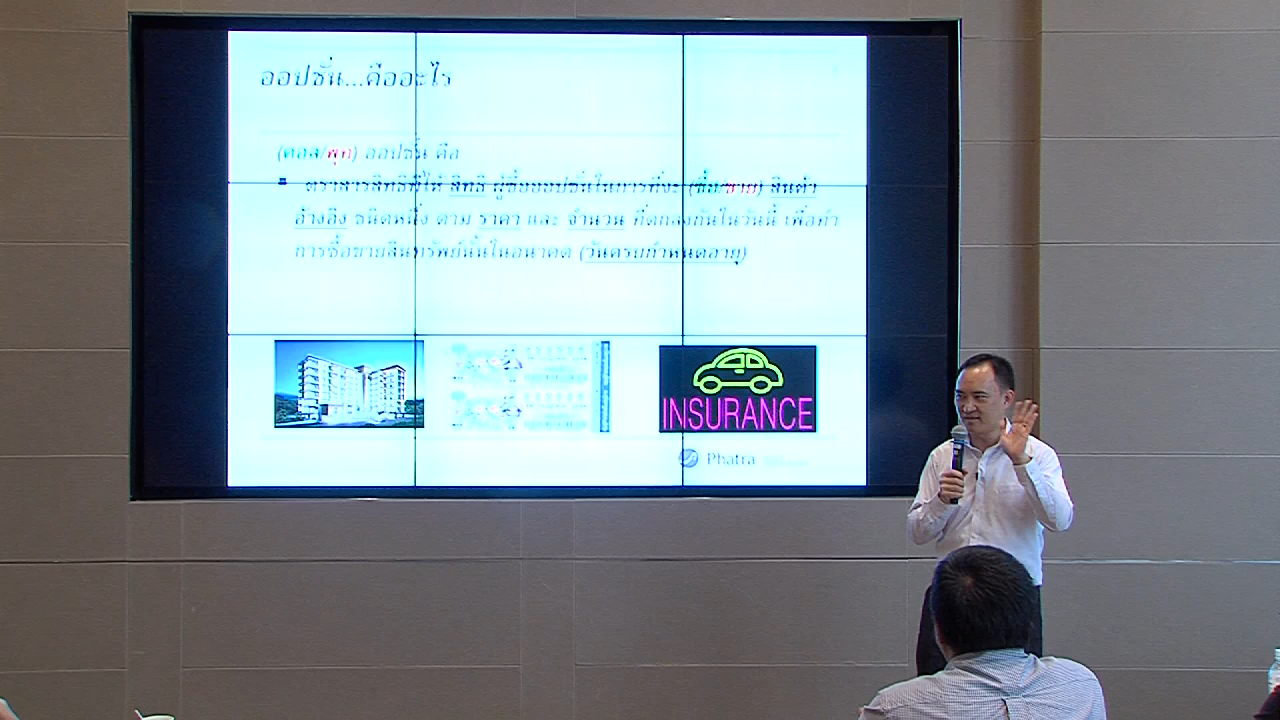 ออปชั่น...คืออะไร
(คอล/พุท) ออปชั่น คือ
ตราสารสิทธิที่ให้ สิทธิ ผู้ซื้อออปชั่นในการที่จะ (ซื้อ/ขาย) สินค้า
อ้างอิง ชนิดหนึ่ง ตาม ราคา และ จำนวน ที่ตกลงกันในวันนี้ เพื่อทำ
การซื้อขายสินทรัพย์นั้นในอนาคต (วันครบกำหนดอายุ)
INSURANCE
Phatra